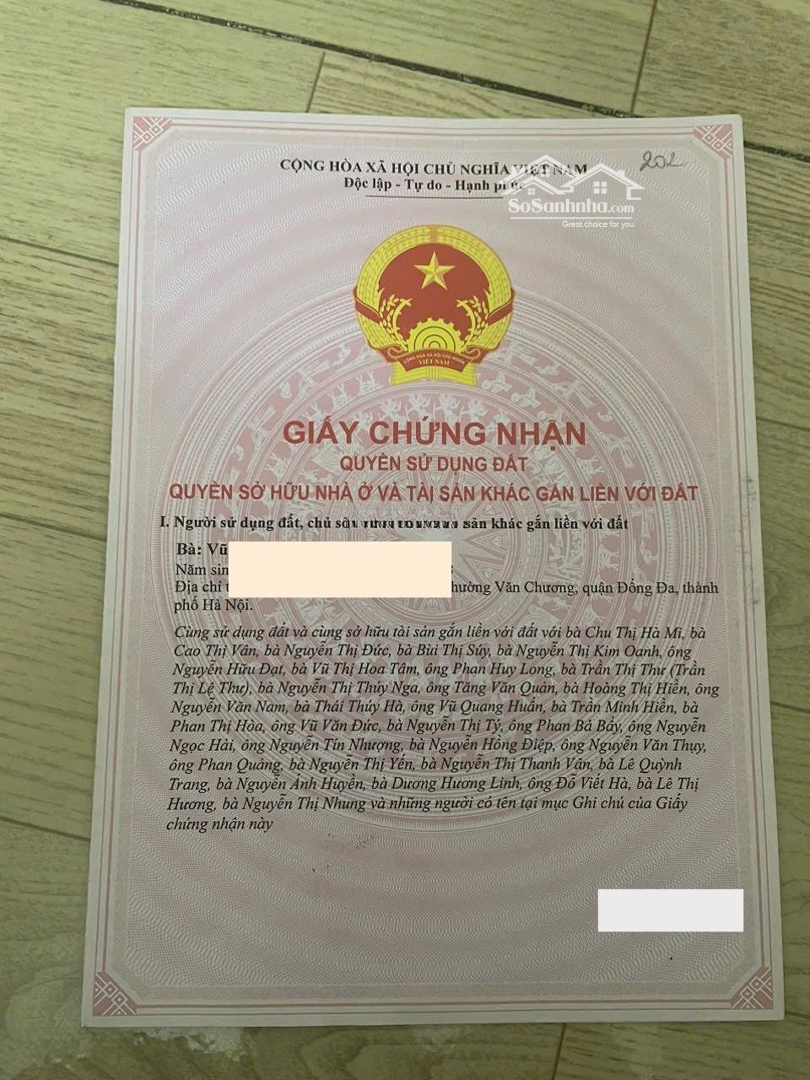 CỘNG HÒA XÃ HỘI CHỦ NGHĨA VIỆT NAM
202
Độc lập - Tự do - Hạnh phúc
SoSanhnha.com
Great choice for you
CỘNG HÒA XÃ HỘI CHỦ NGHĨA
VIỆT NAM
GIẤY CHỨNG NHẬN
QUYỀN SỬ DỤNG ĐẤT
QUYỀN SỞ HỮU NHÀ Ở VÀ TÀI SẢN KHÁC GẮN LIỀN VỚI ĐẤT
I. Người sử dụng đất, chủ sản khác gắn liền với đất
Bà: Vũ
Năm
Địa chỉ Văn Chương, quận Đống Đa, thành
phố Hà Nội.
Cùng sử dụng đất và cùng sở hữu tài sản gắn liền với đất với bà Chu Thị Hà Mĩ, bà
Cao Thị Vân, bà Nguyễn Thị Đức, bà Bùi Thị Súy, bà Nguyễn Thị Kim Oanh, ông
Nguyễn Hữu Đạt, bà Vũ Thị Hoa Tâm, ông Phan Huy Long, bà Trần Thị Thư (Trần
Thị Lệ Thư), bà Nguyễn Thị Thúy Nga, ông Tăng Văn Quản, bà Hoàng Thị Hiền, ông
Nguyễn Văn Nam, bà Thái Thúy Hà, ông Vũ Quang Huấn, bà Trần Minh Hiền, bà
Phan Thị Hòa, ông Vũ Văn Đức, bà Nguyễn Thị Tý, ông Phan Bá Bảy, ông Nguyễn
Ngọc Hải, ông Nguyễn Tín Nhượng, bà Nguyễn Hồng Điệp, ông Nguyễn Văn Thụy,
ông Phan Quảng, bà Nguyễn Thị Yến, bà Nguyễn Thị Thanh Vân, bà Lê Quỳnh
Trang, bà Nguyễn Ánh Huyền, bà Dương Hương Linh, ông Đỗ Viết Hà, bà Lê Thị
Hương, bà Nguyễn Thị Nhung và những người có tên tại mục Ghi chú của Giấy
chứng nhận này